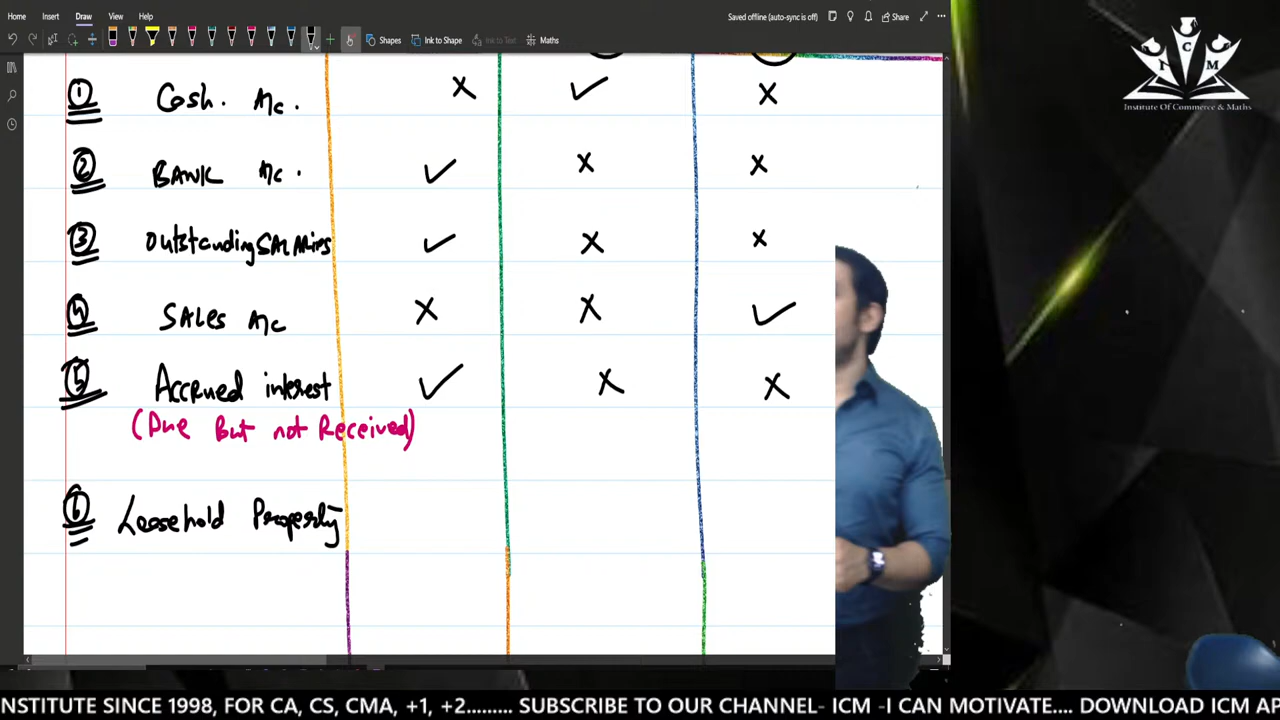 Home Insert Draw View Help Saved offline (auto-sync is off) Share
Shapes Ink to Shape Ink to Text Maths
I C M
Institute Of Commerce & Maths
① Cash. A/c. × ✓ ×
② BANK A/c. ✓ × ×
③ Outstanding SALAries ✓ × ×
④ SALes A/c × × ✓
⑤ Accrued interest ✓ × ×
(Due But not Received)
⑥ Leasehold Property
NSTITUTE SINCE 1998, FOR CA, CS, CMA, +1, +2......... SUBSCRIBE TO OUR CHANNEL- ICM -I CAN MOTIVATE.... DOWNLOAD ICM AP